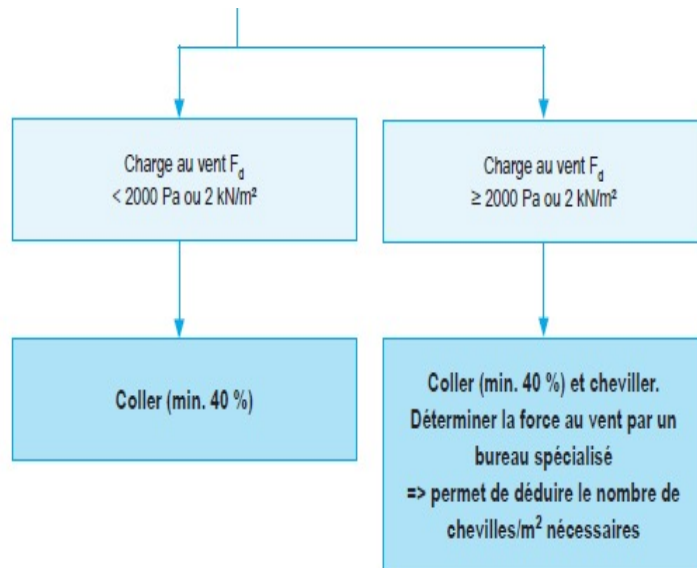 Charge au vent Fd
< 2000 Pa ou 2 kN/m²
Charge au vent Fd
≥ 2000 Pa ou 2 kN/m²
Coller (min. 40 %)
Coller (min. 40 %) et cheviller.
Déterminer la force au vent par un
bureau spécialisé
=> permet de déduire le nombre de
chevilles/m² nécessaires